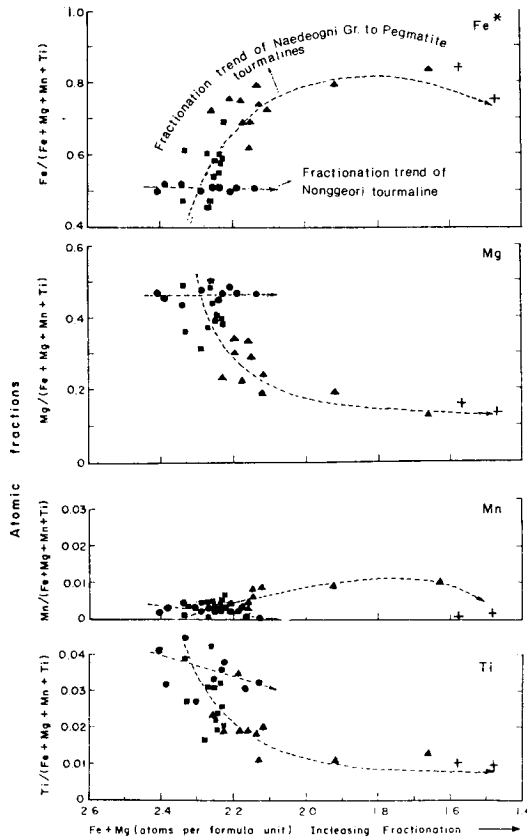 Fe*
Fe/(Fe + Mg + Mn + Ti)
1.0
0.8
0.6
0.4
Fractionation trend of Naedeogni Gr. to Pegmatite
tourmalines
Fractionation trend of
Nonggeori tourmaline
Mg
Mg/(Fe + Mg + Mn + Ti)
0.6
0.4
0.2
0
Atomic fractions
Mn
Mn/(Fe+Mg+Mn+Ti)
0.03
0.02
0.01
0
Ti
Ti/(Fe + Mg + Mn + Ti)
0.04
0.03
0.02
0.01
0
2.6 2.4 2.2 2.0 1.8 1.6 1.4
Fe+Mg(atoms per formula unit) Increasing Fractionation